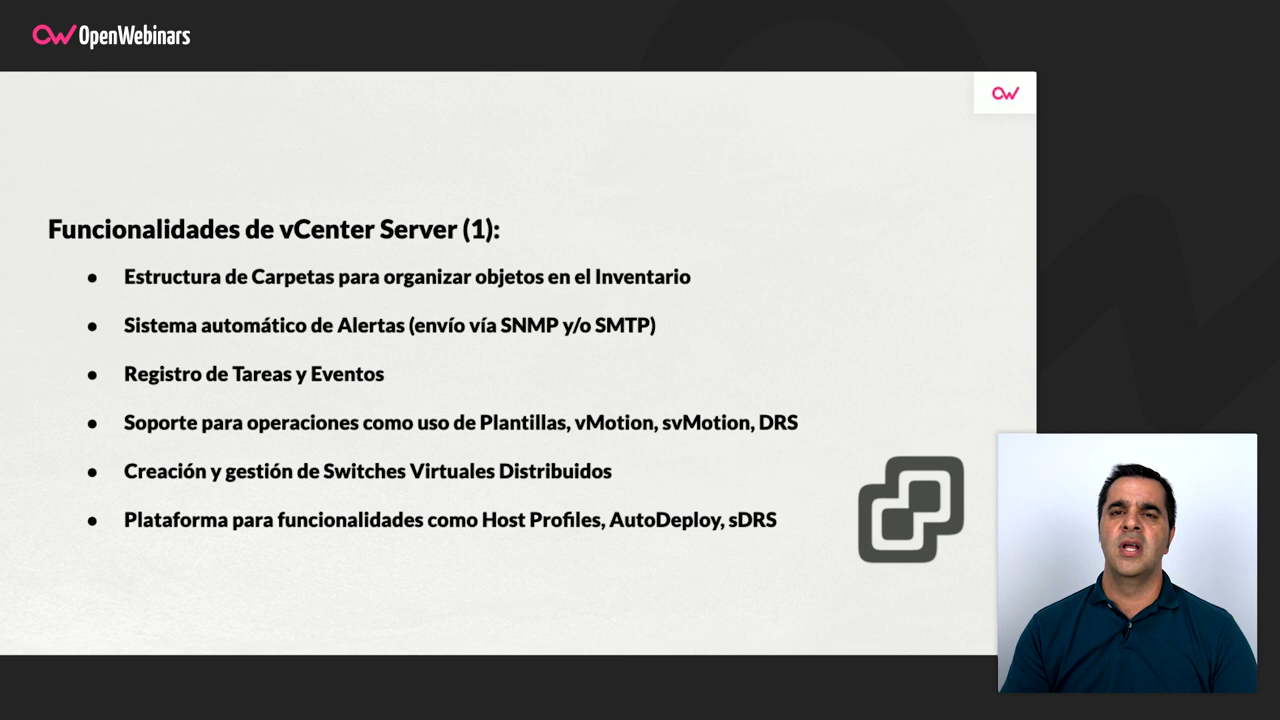 OpenWebinars
Funcionalidades de vCenter Server (1):
● Estructura de Carpetas para organizar objetos en el Inventario
● Sistema automático de Alertas (envío vía SNMP y/o SMTP)
● Registro de Tareas y Eventos
● Soporte para operaciones como uso de Plantillas, vMotion, svMotion, DRS
● Creación y gestión de Switches Virtuales Distribuidos
● Plataforma para funcionalidades como Host Profiles, AutoDeploy, sDRS